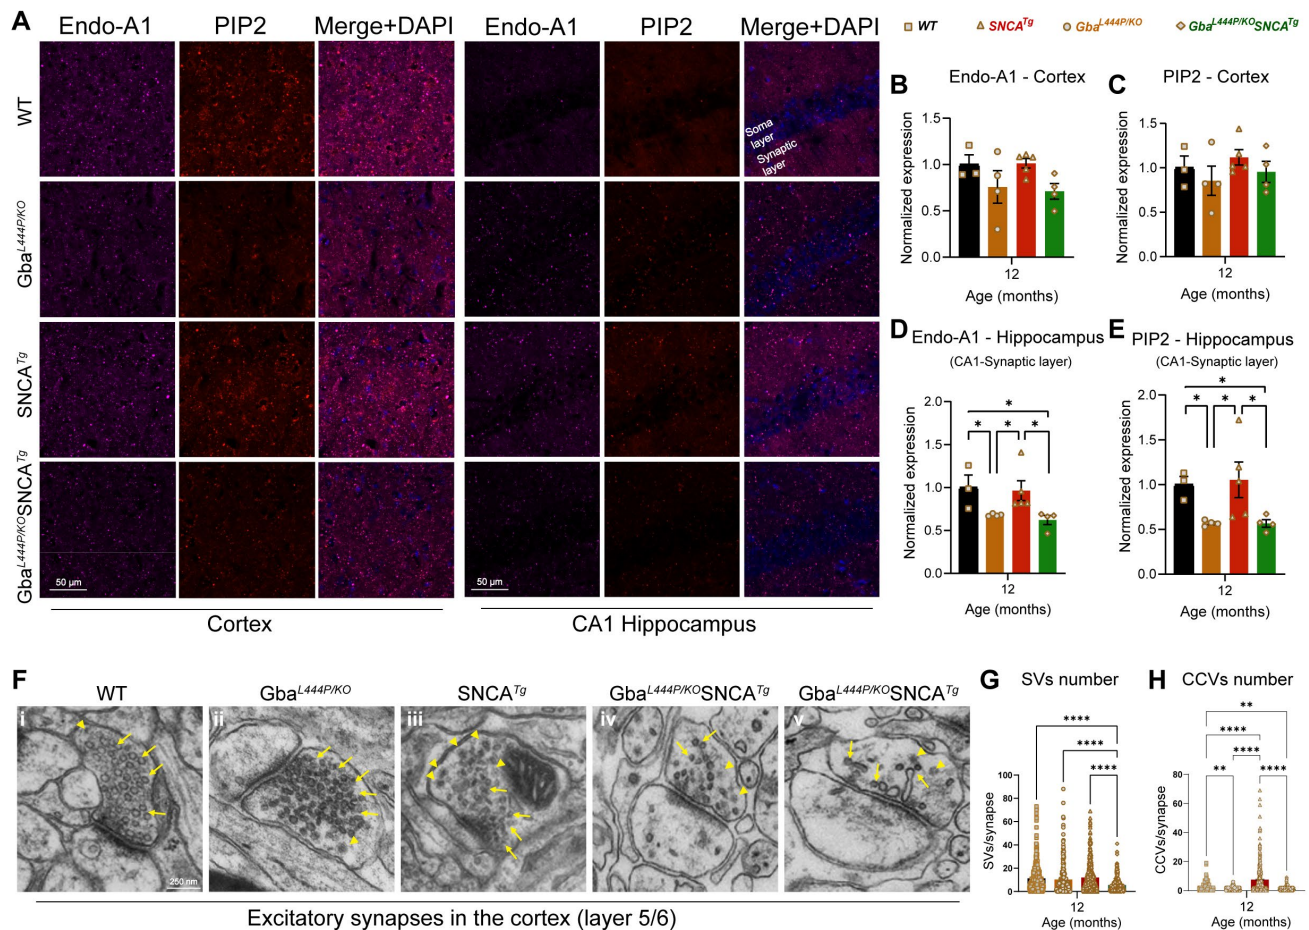 A
Endo-A1 PIP2 Merge+DAPI Endo-A1 PIP2 Merge+DAPI
WT
Soma layer
Synaptic layer
Gba^L444P/KO
SNCA^Tg
Gba^L444P/KO SNCA^Tg
50 µm 50 µm
Cortex CA1 Hippocampus
WT SNCA^Tg Gba^L444P/KO Gba^L444P/KO SNCA^Tg
B Endo-A1 - Cortex
Normalized expression
1.5
1.0
0.5
0.0
12
Age (months)
C PIP2 - Cortex
Normalized expression
1.5
1.0
0.5
0.0
12
Age (months)
D Endo-A1 - Hippocampus
(CA1-Synaptic layer)
Normalized expression
*
* * *
2.0
1.5
1.0
0.5
0.0
12
Age (months)
E PIP2 - Hippocampus
(CA1-Synaptic layer)
Normalized expression
*
* * *
2.0
1.5
1.0
0.5
0.0
12
Age (months)
F
WT Gba^L444P/KO SNCA^Tg Gba^L444P/KO SNCA^Tg Gba^L444P/KO SNCA^Tg
i ii iii iv v
250 nm
Excitatory synapses in the cortex (layer 5/6)
G SVs number
****
****
****
SVs/synapse
100
80
60
40
20
0
12
Age (months)
H CCVs number
**
****
****
** ****
CCVs/synapse
80
60
40
20
0
12
Age (months)